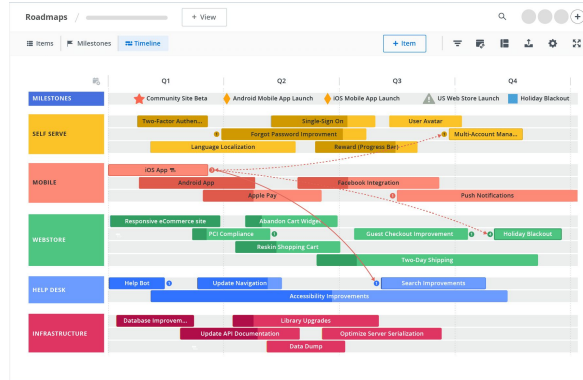 Roadmaps /
+ View
Items
Milestones
Timeline
+ Item
Q1 Q2 Q3 Q4
MILESTONES
Community Site Beta
Android Mobile App Launch
iOS Mobile App Launch
US Web Store Launch
Holiday Blackout
SELF SERVE
Two-Factor Authen...
Single-Sign On
User Avatar
Forgot Password Improvment
Multi-Account Mana...
Language Localization
Reward (Progress Bar)
MOBILE
iOS App
Android App
Facebook Integration
Apple Pay
Push Notifications
WEBSTORE
Responsive eCommerce site
Abandon Cart Widget
PCI Compliance
Guest Checkout Improvement
Holiday Blackout
Reskin Shopping Cart
Two-Day Shipping
HELP DESK
Help Bot
Update Navigation
Search Improvements
Accessibility Improvements
INFRASTRUCTURE
Database Improvem...
Library Upgrades
Update API Documentation
Optimize Server Serialization
Data Dump